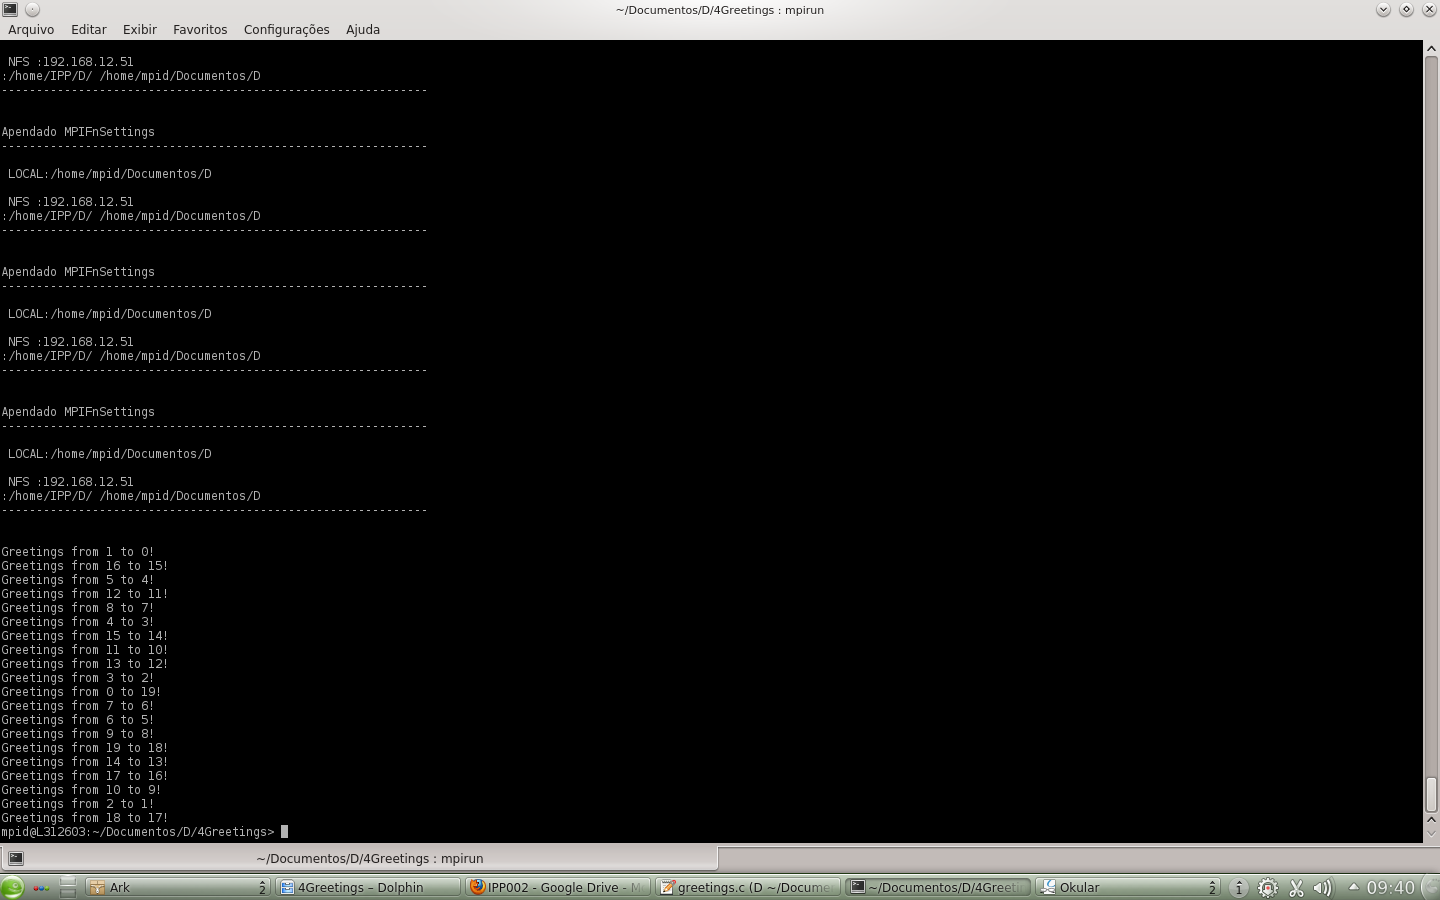 ~/Documentos/D/4Greetings : mpirun
Arquivo Editar Exibir Favoritos Configurações Ajuda
NFS :192.168.12.51
:/home/IPP/D/ /home/mpid/Documentos/D
-------------------------------------------------------------
Apendado MPIFnSettings
-------------------------------------------------------------
LOCAL:/home/mpid/Documentos/D
NFS :192.168.12.51
:/home/IPP/D/ /home/mpid/Documentos/D
-------------------------------------------------------------
Apendado MPIFnSettings
-------------------------------------------------------------
LOCAL:/home/mpid/Documentos/D
NFS :192.168.12.51
:/home/IPP/D/ /home/mpid/Documentos/D
-------------------------------------------------------------
Apendado MPIFnSettings
-------------------------------------------------------------
LOCAL:/home/mpid/Documentos/D
NFS :192.168.12.51
:/home/IPP/D/ /home/mpid/Documentos/D
-------------------------------------------------------------
Greetings from 1 to 0!
Greetings from 16 to 15!
Greetings from 5 to 4!
Greetings from 12 to 11!
Greetings from 8 to 7!
Greetings from 4 to 3!
Greetings from 15 to 14!
Greetings from 11 to 10!
Greetings from 13 to 12!
Greetings from 3 to 2!
Greetings from 0 to 19!
Greetings from 7 to 6!
Greetings from 6 to 5!
Greetings from 9 to 8!
Greetings from 19 to 18!
Greetings from 14 to 13!
Greetings from 17 to 16!
Greetings from 10 to 9!
Greetings from 2 to 1!
Greetings from 18 to 17!
mpid@L312603:~/Documentos/D/4Greetings>
~/Documentos/D/4Greetings : mpirun
Ark 2 4Greetings – Dolphin IPP002 - Google Drive - M greetings.c (D ~/Docume ~/Documentos/D/4Greeti Okular 2 1 09:40